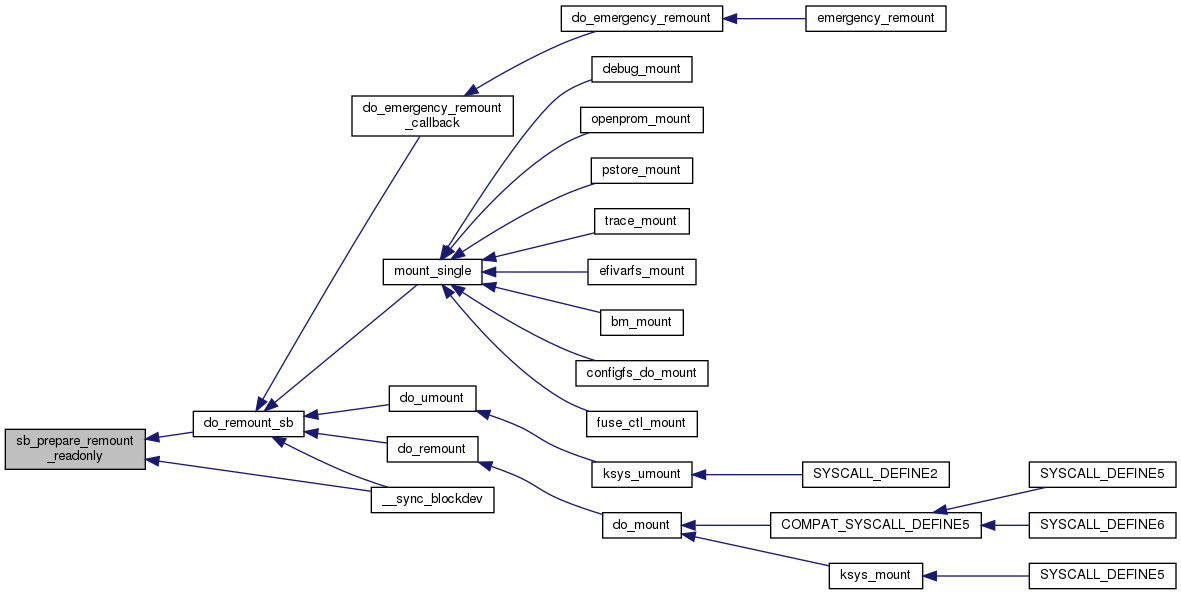 do_emergency_remount
emergency_remount
debug_mount
do_emergency_remount
_callback
openprom_mount
pstore_mount
trace_mount
mount_single
efivarfs_mount
bm_mount
configfs_do_mount
do_umount
do_remount_sb
fuse_ctl_mount
sb_prepare_remount
_readonly
do_remount
ksys_umount
SYSCALL_DEFINE2
SYSCALL_DEFINE5
__sync_blockdev
do_mount
COMPAT_SYSCALL_DEFINE5
SYSCALL_DEFINE6
ksys_mount
SYSCALL_DEFINE5